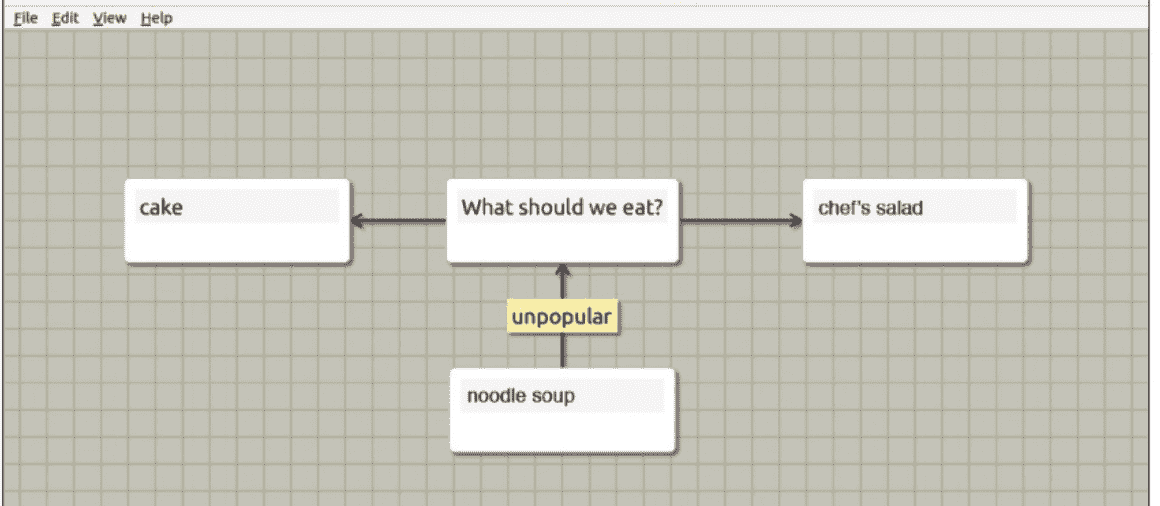 File Edit View Help
cake
What should we eat?
chef's salad
unpopular
noodle soup